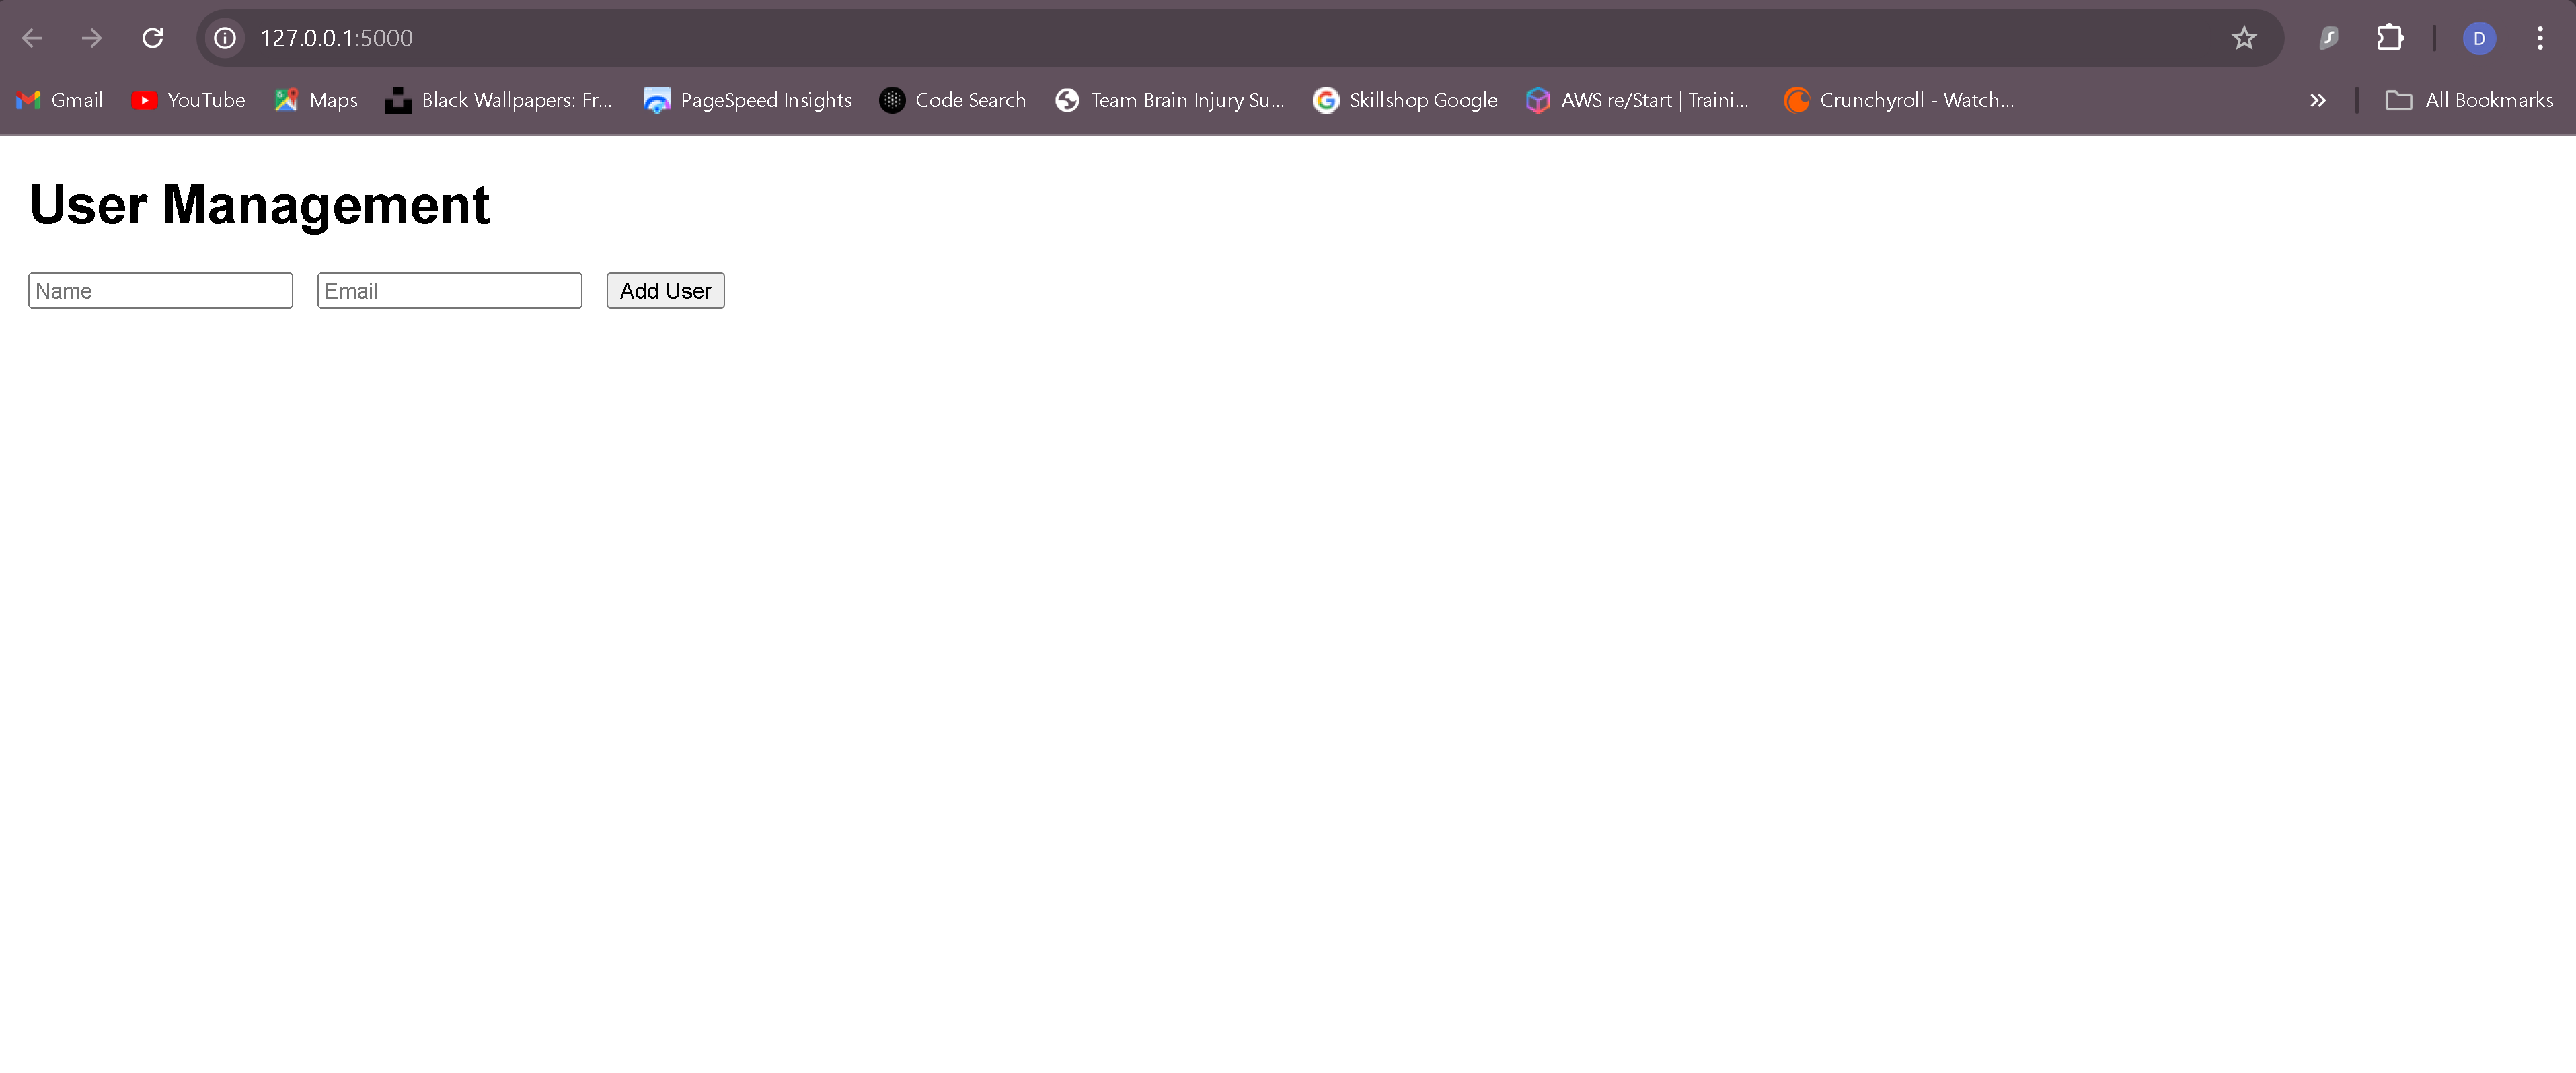 127.0.0.1:5000
D
Gmail YouTube Maps Black Wallpapers: Fr... PageSpeed Insights Code Search Team Brain Injury Su... Skillshop Google AWS re/Start | Traini... Crunchyroll - Watch... All Bookmarks
User Management
Name Email Add User